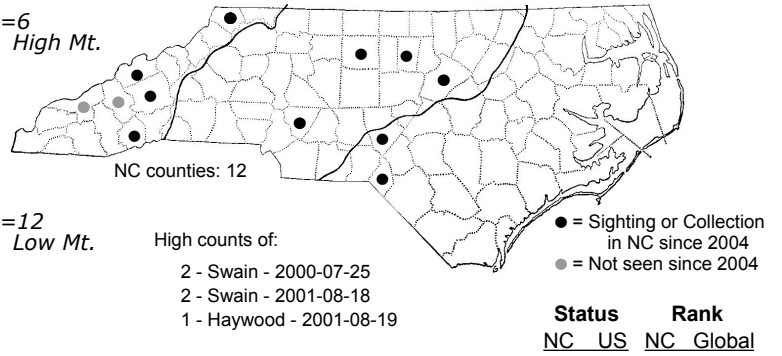 =6
High Mt.
NC counties: 12
=12
Low Mt.
High counts of:
2 - Swain - 2000-07-25
2 - Swain - 2001-08-18
1 - Haywood - 2001-08-19
= Sighting or Collection
in NC since 2004
= Not seen since 2004
Status Rank
NC US NC Global